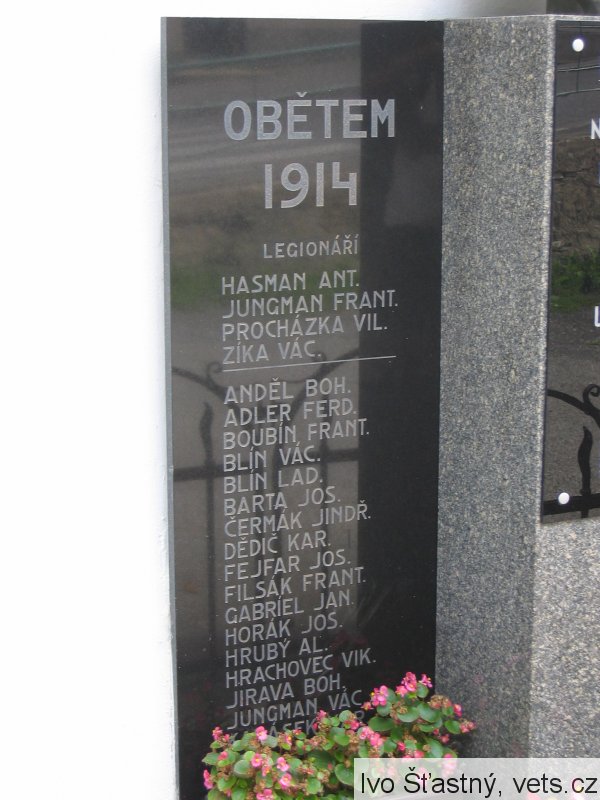 OBĚTEM
1914
LEGIONÁŘÍ
HASMAN ANT.
JUNGMAN FRANT.
PROCHÁZKA VIL.
ZÍKA VÁC.
ANDĚL BOH.
ADLER FERD.
BOUBÍN FRANT.
BLÍN VÁC.
BLÍN LAD.
BARTA JOS.
ČERMÁK JINDŘ.
DĚDIČ KAR.
FEJFAR JOS.
FILSÁK FRANT.
GABRÍEL JAN.
HORÁK JOS.
HRUBÝ AL.
HRACHOVEC VIK.
JIRAVA BOH.
JUNGMAN VÁC.
Ivo Šťastný, vets.cz